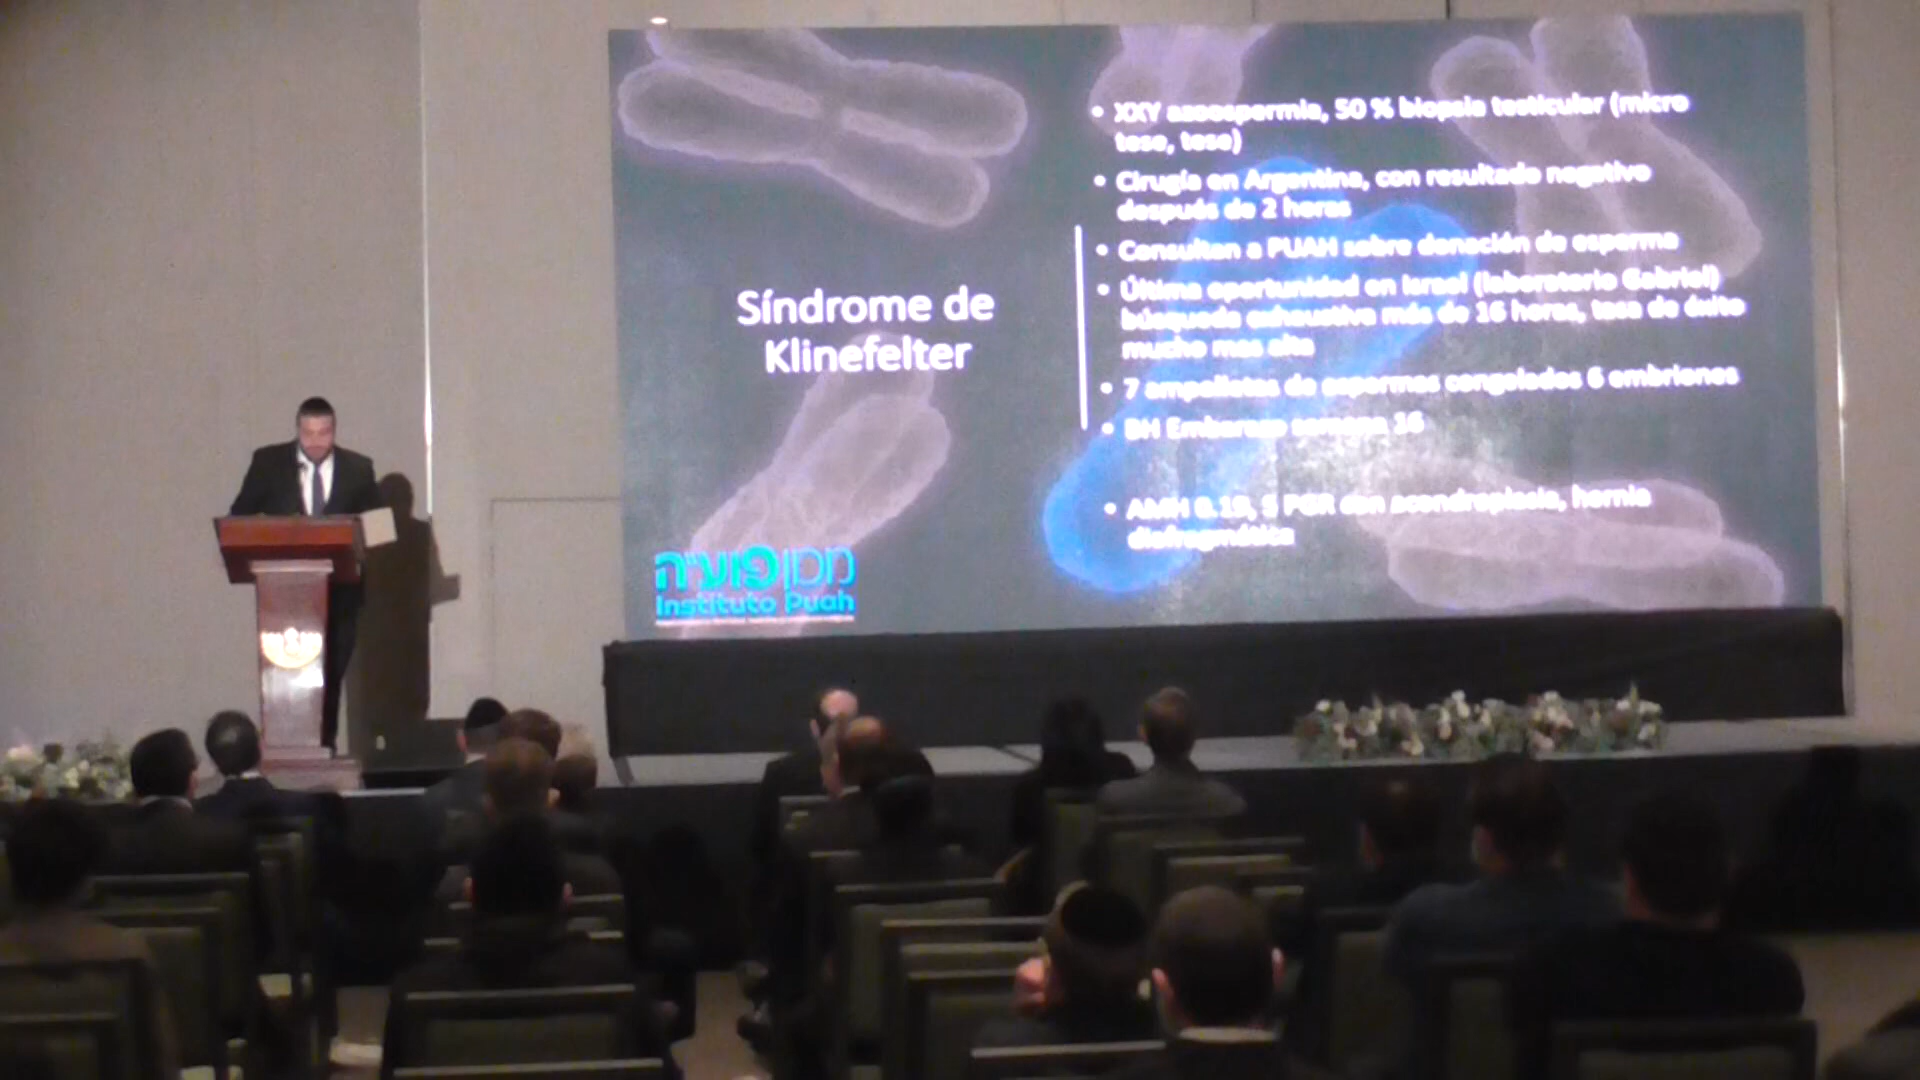 Síndrome de
Klinefelter
• XXY azoospermia, 50 % biopsia testicular (micro
tese, tese)
• Cirugía en Argentina, con resultado negativo
después de 2 horas
• Consultan a PUAH sobre donación de esperma
• Última oportunidad en Israel (laboratorio Gabriel)
búsqueda exhaustiva más de 16 horas, tasa de éxito
mucho mas alta
• 7 ampolletas de espermas congelados 6 embriones
• BH Embarazo semana 16
• AMH 0.19, 5 PGR con acondroplasia, hernia
diafragmática
מכון פוע״ה
Instituto Puah